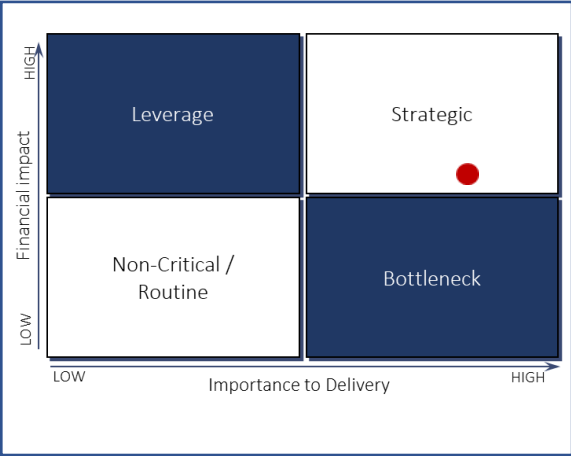 HIGH
Leverage
Strategic
Financial impact
Non-Critical /
Routine
Bottleneck
LOW
LOW
Importance to Delivery
HIGH